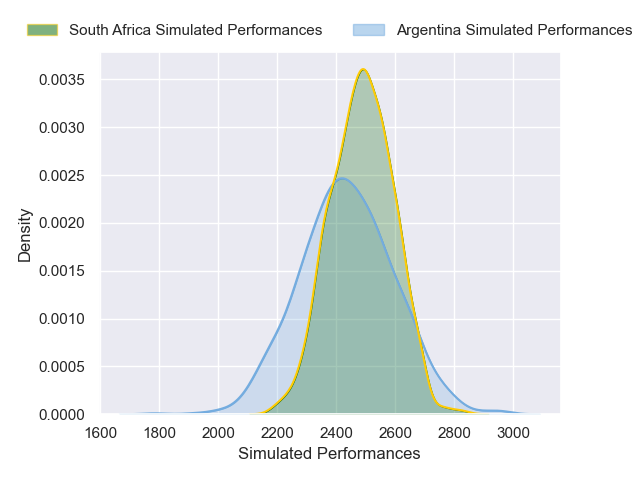 South Africa Simulated Performances Argentina Simulated Performances
0.0035
0.0030
0.0025
0.0020
0.0015
0.0010
0.0005
0.0000
Density
1600 1800 2000 2200 2400 2600 2800 3000
Simulated Performances